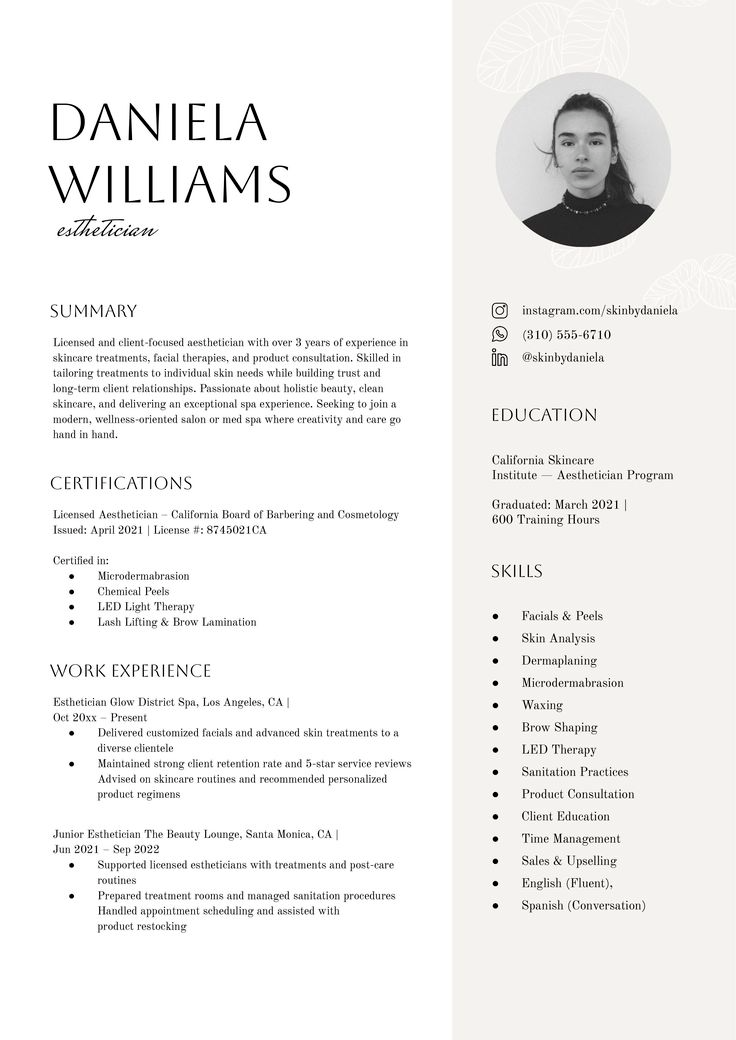 DANIELA
WILLIAMS
esthetician
SUMMARY
Licensed and client-focused aesthetician with over 3 years of experience in
skincare treatments, facial therapies, and product consultation. Skilled in
tailoring treatments to individual skin needs while building trust and
long-term client relationships. Passionate about holistic beauty, clean
skincare, and delivering an exceptional spa experience. Seeking to join a
modern, wellness-oriented salon or med spa where creativity and care go
hand in hand.
CERTIFICATIONS
Licensed Aesthetician – California Board of Barbering and Cosmetology
Issued: April 2021 | License #: 8745021CA
Certified in:
● Microdermabrasion
● Chemical Peels
● LED Light Therapy
● Lash Lifting & Brow Lamination
WORK EXPERIENCE
Esthetician Glow District Spa, Los Angeles, CA |
Oct 20xx – Present
● Delivered customized facials and advanced skin treatments to a
diverse clientele
● Maintained strong client retention rate and 5-star service reviews
Advised on skincare routines and recommended personalized
product regimens
Junior Esthetician The Beauty Lounge, Santa Monica, CA |
Jun 2021 – Sep 2022
● Supported licensed estheticians with treatments and post-care
routines
● Prepared treatment rooms and managed sanitation procedures
Handled appointment scheduling and assisted with
product restocking
instagram.com/skinbydaniela
(310) 555-6710
in @skinbydaniela
EDUCATION
California Skincare
Institute — Aesthetician Program
Graduated: March 2021 |
600 Training Hours
SKILLS
● Facials & Peels
● Skin Analysis
● Dermaplaning
● Microdermabrasion
● Waxing
● Brow Shaping
● LED Therapy
● Sanitation Practices
● Product Consultation
● Client Education
● Time Management
● Sales & Upselling
● English (Fluent),
● Spanish (Conversation)